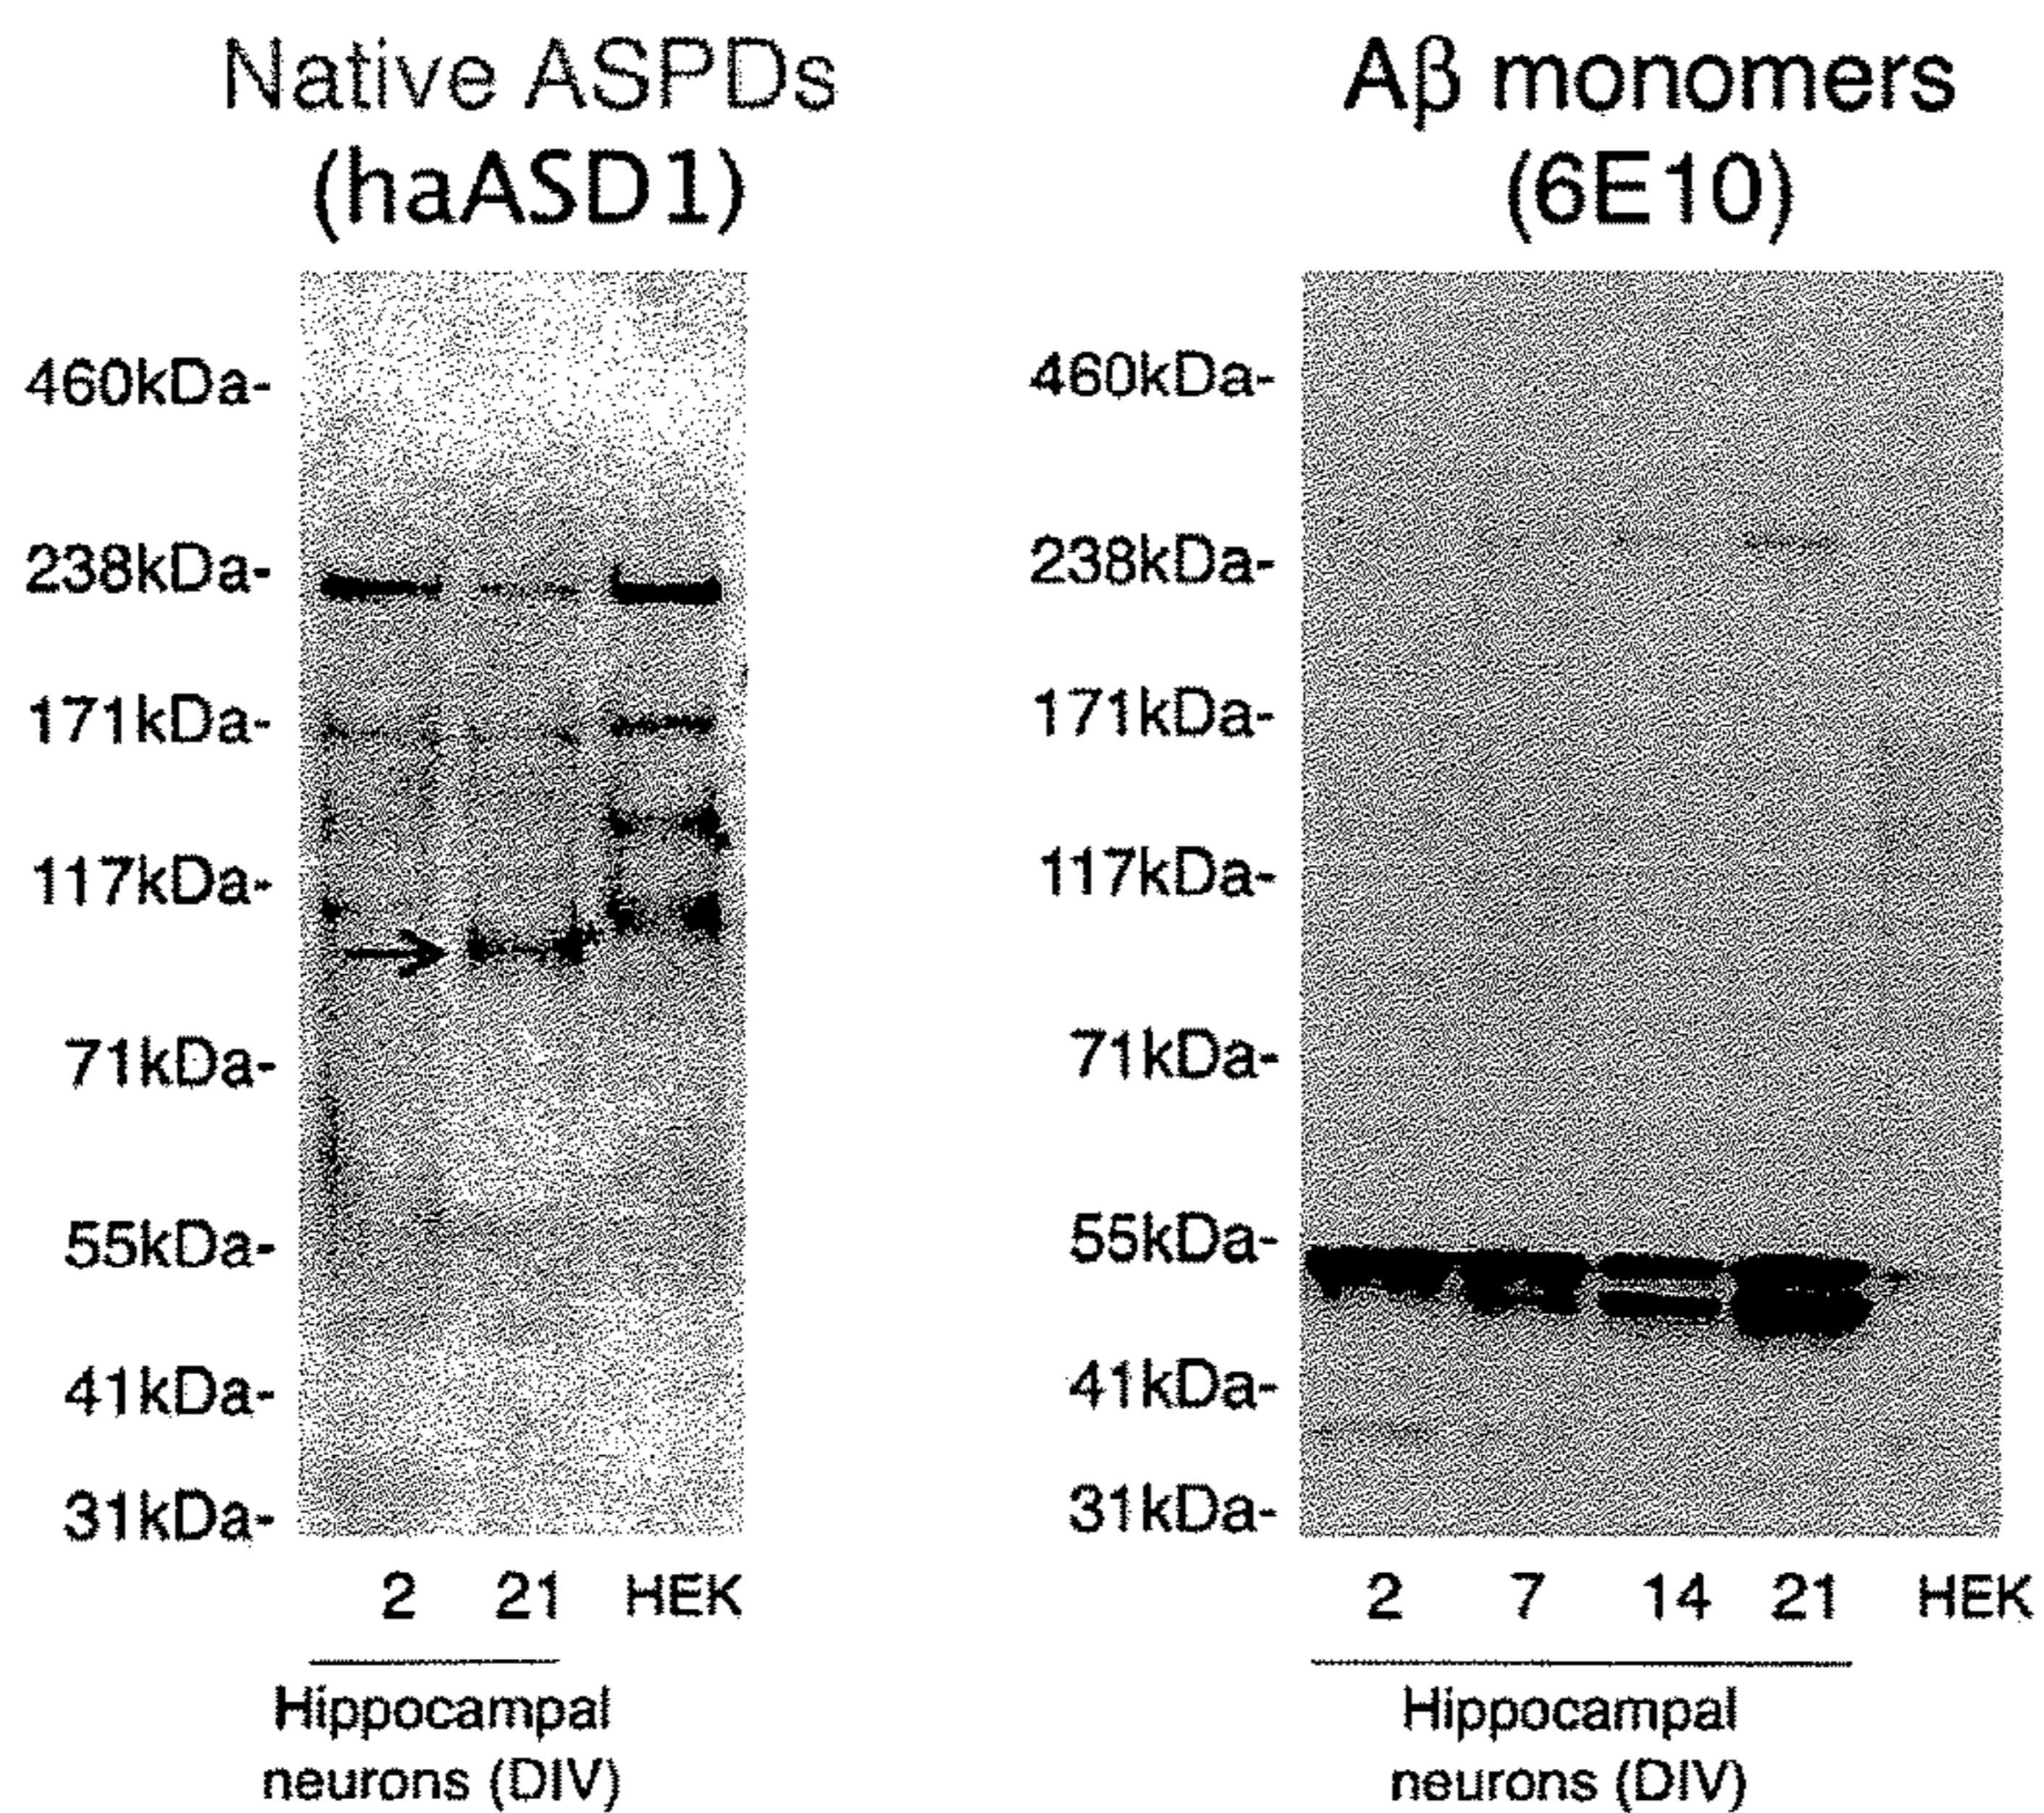 Native ASPDs
(haASD1)
460kDa-
238kDa-
171kDa-
117kDa-
71kDa-
55kDa-
41kDa-
31kDa-
2 21 HEK
Hippocampal
neurons (DIV)
Aβ monomers
(6E10)
460kDa-
238kDa-
171kDa-
117kDa-
71kDa-
55kDa-
41kDa-
31kDa-
2 7 14 21 HEK
Hippocampal
neurons (DIV)